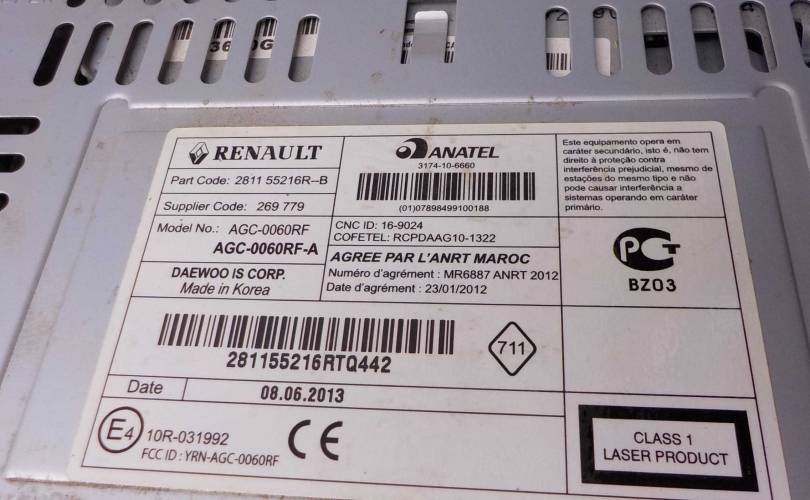 RENAULT
Part Code: 2811 55216R--B
Supplier Code: 269 779
Model No.: AGC-0060RF
AGC-0060RF-A
DAEWOO IS CORP.
Made in Korea
ANATEL
3174-10-6660
(01)07898499100188
CNC ID: 16-9024
COFETEL: RCPDAAG10-1322
AGREE PAR L'ANRT MAROC
Numéro d'agrément : MR6887 ANRT 2012
Date d'agrément : 23/01/2012
Este equipamento opera em
caráter secundário, isto é, não tem
direito à proteção contra
interferência prejudicial, mesmo de
estações do mesmo tipo e não
pode causar interferência a
sistemas operando em caráter
primário.
PCT
BZ03
281155216RTQ442
711
Date
08.06.2013
E4
10R-031992
FCC ID : YRN-AGC-0060RF
CE
CLASS 1
LASER PRODUCT